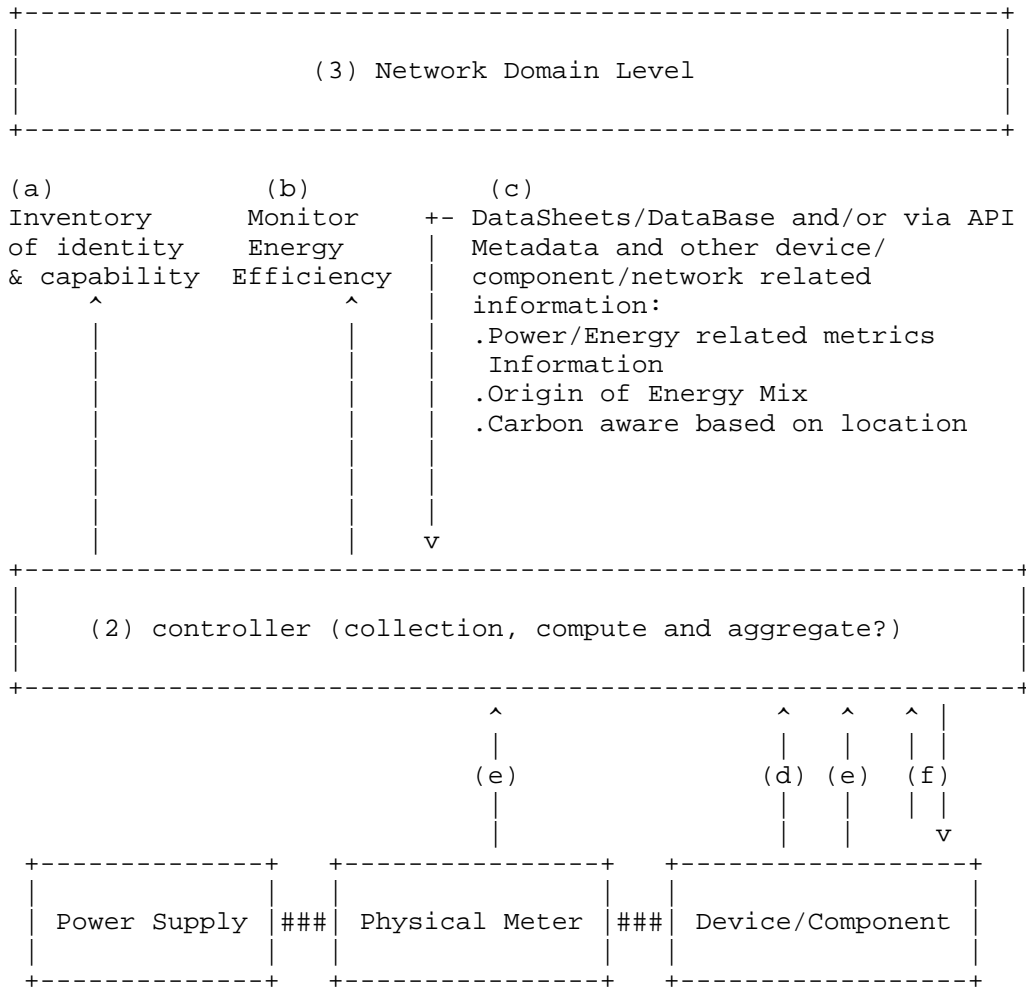 (3) Network Domain Level
(a) (b) (c)
Inventory Monitor +- DataSheets/DataBase and/or via API
of identity Energy | Metadata and other device/
& capability Efficiency | component/network related
^ ^ | information:
| | | .Power/Energy related metrics
| | | Information
| | | .Origin of Energy Mix
| | | .Carbon aware based on location
v
(2) controller (collection, compute and aggregate?)
(e) (d) (e) (f)
v
Power Supply |###| Physical Meter |###| Device/Component